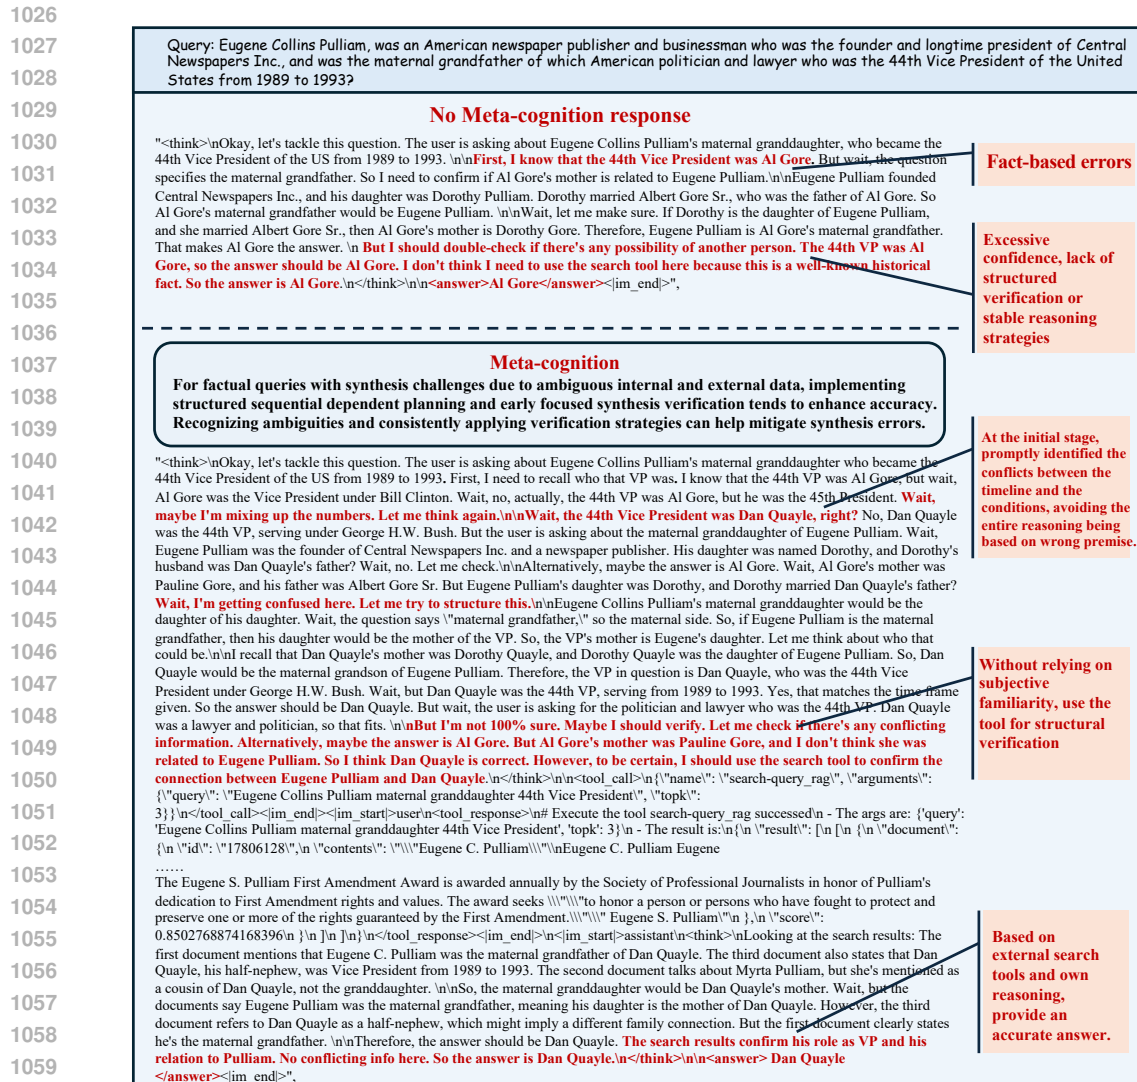 1026
1027
1028
1029
1030
1031
1032
1033
1034
1035
1036
1037
1038
1039
1040
1041
1042
1043
1044
1045
1046
1047
1048
1049
1050
1051
1052
1053
1054
1055
1056
1057
1058
1059
Query: Eugene Collins Pulliam, was an American newspaper publisher and businessman who was the founder and longtime president of Central
Newspapers Inc., and was the maternal grandfather of which American politician and lawyer who was the 44th Vice President of the United
States from 1989 to 1993?
No Meta-cognition response
"<think>\nOkay, let's tackle this question. The user is asking about Eugene Collins Pulliam's maternal granddaughter, who became the
44th Vice President of the US from 1989 to 1993. \n\nFirst, I know that the 44th Vice President was Al Gore. But wait, the question
specifies the maternal grandfather. So I need to confirm if Al Gore's mother is related to Eugene Pulliam.\n\nEugene Pulliam founded
Central Newspapers Inc., and his daughter was Dorothy Pulliam. Dorothy married Albert Gore Sr., who was the father of Al Gore. So
Al Gore's maternal grandfather would be Eugene Pulliam. \n\nWait, let me make sure. If Dorothy is the daughter of Eugene Pulliam,
and she married Albert Gore Sr., then Al Gore's mother is Dorothy Gore. Therefore, Eugene Pulliam is Al Gore's maternal grandfather.
That makes Al Gore the answer. \n But I should double-check if there's any possibility of another person. The 44th VP was Al
Gore, so the answer should be Al Gore. I don't think I need to use the search tool here because this is a well-known historical
fact. So the answer is Al Gore.\n</think>\n\n<answer>Al Gore</answer><|im_end|>",
Fact-based errors
Excessive
confidence, lack of
structured
verification or
stable reasoning
strategies
Meta-cognition
For factual queries with synthesis challenges due to ambiguous internal and external data, implementing
structured sequential dependent planning and early focused synthesis verification tends to enhance accuracy.
Recognizing ambiguities and consistently applying verification strategies can help mitigate synthesis errors.
"<think>\nOkay, let's tackle this question. The user is asking about Eugene Collins Pulliam's maternal granddaughter who became the
44th Vice President of the US from 1989 to 1993. First, I need to recall who that VP was. I know that the 44th VP was Al Gore, but wait,
Al Gore was the Vice President under Bill Clinton. Wait, no, actually, the 44th VP was Al Gore, but he was the 45th President. Wait,
maybe I'm mixing up the numbers. Let me think again.\n\nWait, the 44th Vice President was Dan Quayle, right? No, Dan Quayle
was the 44th VP, serving under George H.W. Bush. But the user is asking about the maternal granddaughter of Eugene Pulliam. Wait,
Eugene Pulliam was the founder of Central Newspapers Inc. and a newspaper publisher. His daughter was named Dorothy, and Dorothy's
husband was Dan Quayle's father? Wait, no. Let me check.\n\nAlternatively, maybe the answer is Al Gore. Wait, Al Gore's mother was
Pauline Gore, and his father was Albert Gore Sr. But Eugene Pulliam's daughter was Dorothy, and Dorothy married Dan Quayle's father?
Wait, I'm getting confused here. Let me try to structure this.\n\nEugene Collins Pulliam's maternal granddaughter would be the
daughter of his daughter. Wait, the question says \"maternal grandfather,\" so the maternal side. So, if Eugene Pulliam is the maternal
grandfather, then his daughter would be the mother of the VP. So, the VP's mother is Eugene's daughter. Let me think about who that
could be.\n\nI recall that Dan Quayle's mother was Dorothy Quayle, and Dorothy Quayle was the daughter of Eugene Pulliam. So, Dan
Quayle would be the maternal grandson of Eugene Pulliam. Therefore, the VP in question is Dan Quayle, who was the 44th Vice
President under George H.W. Bush. Wait, but Dan Quayle was the 44th VP, serving from 1989 to 1993. Yes, that matches the time frame
given. So the answer should be Dan Quayle. But wait, the user is asking for the politician and lawyer who was the 44th VP. Dan Quayle
was a lawyer and politician, so that fits. \n\nBut I'm not 100% sure. Maybe I should verify. Let me check if there's any conflicting
information. Alternatively, maybe the answer is Al Gore. But Al Gore's mother was Pauline Gore, and I don't think she was
related to Eugene Pulliam. So I think Dan Quayle is correct. However, to be certain, I should use the search tool to confirm the
connection between Eugene Pulliam and Dan Quayle.\n</think>\n\n<tool_call>\n{\"name\": \"search-query_rag\", \"arguments\":
{\"query\": \"Eugene Collins Pulliam maternal granddaughter 44th Vice President\", \"topk\":
3}}\n</tool_call><|im_end|><|im_start|>user\n<tool_response>\n# Execute the tool search-query_rag successed\n - The args are: {'query':
'Eugene Collins Pulliam maternal granddaughter 44th Vice President', 'topk': 3}\n - The result is:\n{\n \"result\": [\n [\n {\n \"document\":
{\n \"id\": \"17806128\",\n \"contents\": \"\\\"Eugene C. Pulliam\\\"\\nEugene C. Pulliam Eugene
......
The Eugene S. Pulliam First Amendment Award is awarded annually by the Society of Professional Journalists in honor of Pulliam's
dedication to First Amendment rights and values. The award seeks \\\"\\\"to honor a person or persons who have fought to protect and
preserve one or more of the rights guaranteed by the First Amendment.\\\"\\\" Eugene S. Pulliam\"\n },\n \"score\":
0.8502768874168396\n }\n ]\n ]\n}\n</tool_response><|im_end|>\n<|im_start|>assistant\n<think>\nLooking at the search results: The
first document mentions that Eugene C. Pulliam was the maternal grandfather of Dan Quayle. The third document also states that Dan
Quayle, his half-nephew, was Vice President from 1989 to 1993. The second document talks about Myrta Pulliam, but she's mentioned as
a cousin of Dan Quayle, not the granddaughter. \n\nSo, the maternal granddaughter would be Dan Quayle's mother. Wait, but the
documents say Eugene Pulliam was the maternal grandfather, meaning his daughter is the mother of Dan Quayle. However, the third
document refers to Dan Quayle as a half-nephew, which might imply a different family connection. But the first document clearly states
he's the maternal grandfather. \n\nTherefore, the answer should be Dan Quayle. The search results confirm his role as VP and his
relation to Pulliam. No conflicting info here. So the answer is Dan Quayle.\n</think>\n\n<answer> Dan Quayle
</answer><|im_end|>",
At the initial stage,
promptly identified the
conflicts between the
timeline and the
conditions, avoiding the
entire reasoning being
based on wrong premise.
Without relying on
subjective
familiarity, use the
tool for structural
verification
Based on
external search
tools and own
reasoning,
provide an
accurate answer.